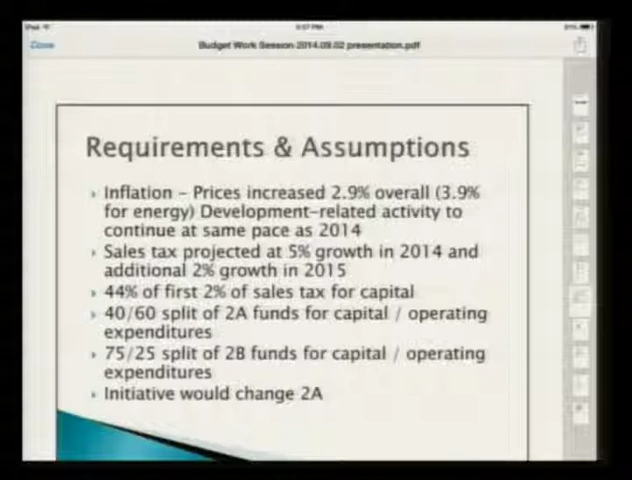 Close
Budget Work Session 2014.09.02 presentation.pdf
Requirements & Assumptions
Inflation – Prices increased 2.9% overall (3.9%
for energy) Development-related activity to
continue at same pace as 2014
Sales tax projected at 5% growth in 2014 and
additional 2% growth in 2015
44% of first 2% of sales tax for capital
40/60 split of 2A funds for capital / operating
expenditures
75/25 split of 2B funds for capital / operating
expenditures
Initiative would change 2A